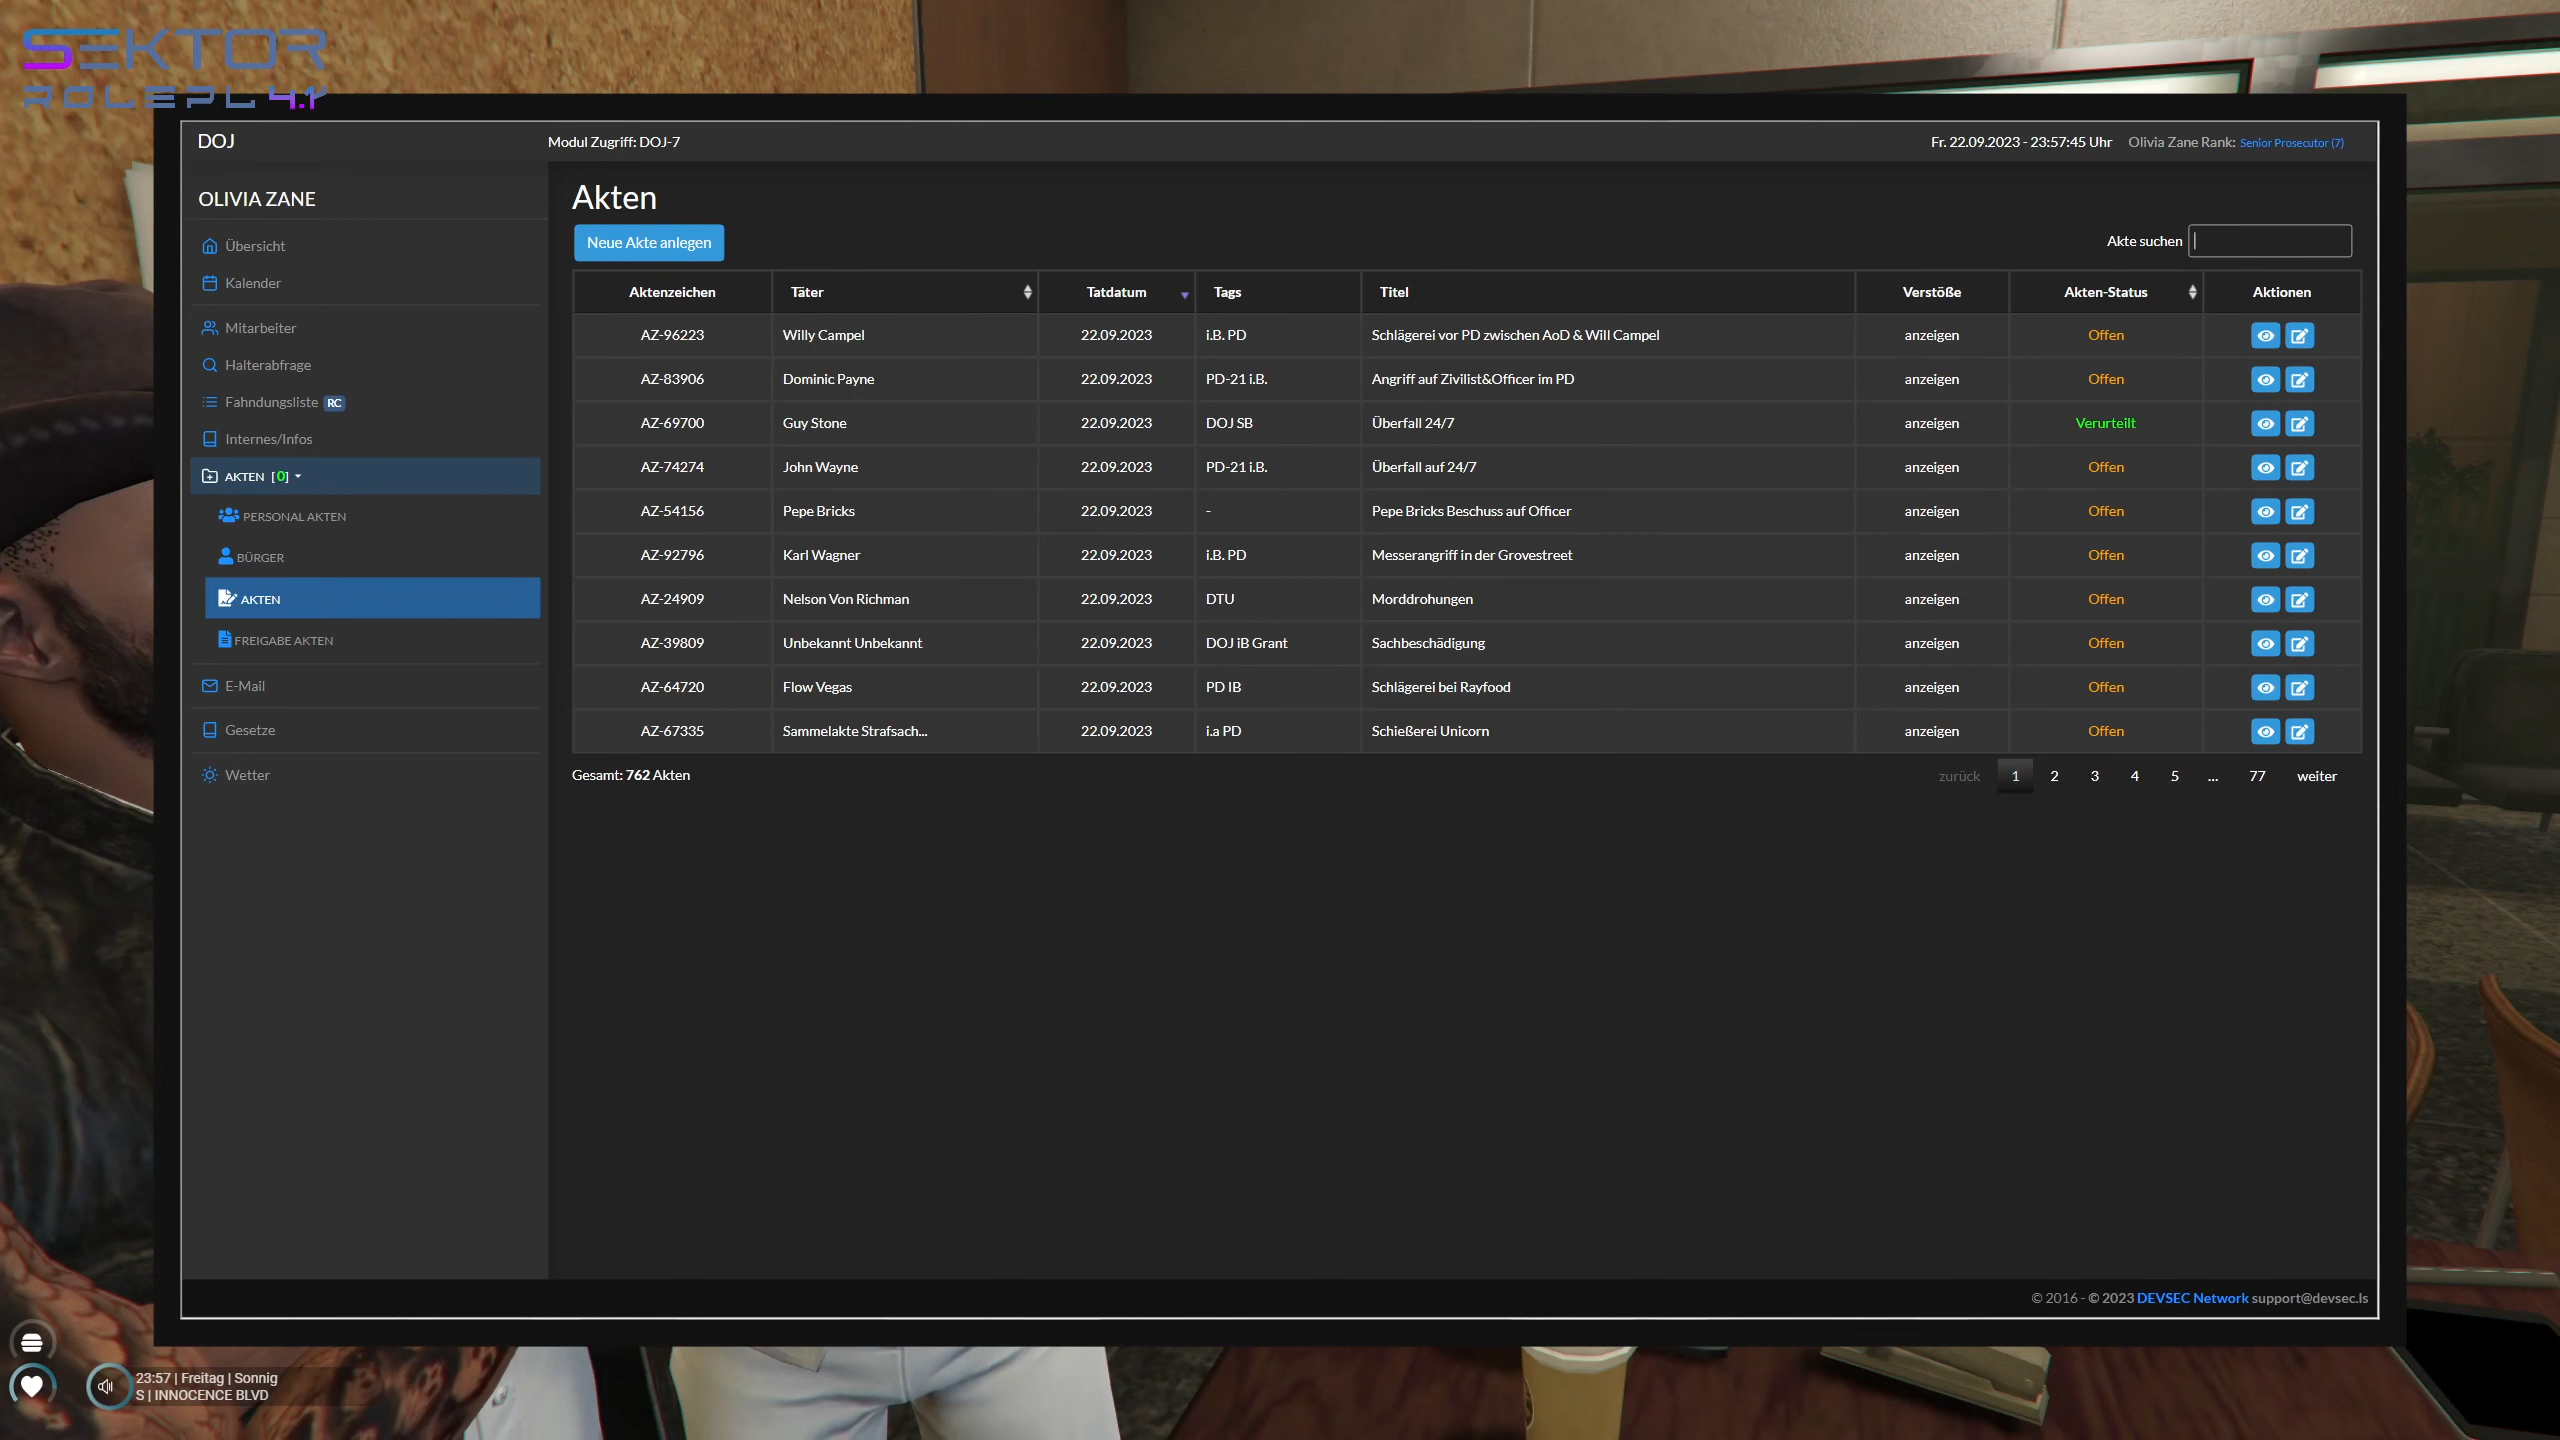 SEKTOR
ROLEPL4.1
DOJ
Modul Zugriff: DOJ-7
Fr. 22.09.2023 - 23:57:45 Uhr Olivia Zane Rank: Senior Prosecutor (7)
OLIVIA ZANE
Übersicht
Kalender
Mitarbeiter
Halterabfrage
Fahndungsliste RC
Internes/Infos
AKTEN [0]
PERSONAL AKTEN
BÜRGER
AKTEN
FREIGABE AKTEN
E-Mail
Gesetze
Wetter
Akten
Neue Akte anlegen
Akte suchen
Aktenzeichen Täter Tatdatum Tags Titel Verstöße Akten-Status Aktionen
AZ-96223 Willy Campel 22.09.2023 i.B. PD Schlägerei vor PD zwischen AoD & Will Campel anzeigen Offen
AZ-83906 Dominic Payne 22.09.2023 PD-21 i.B. Angriff auf Zivilist&Officer im PD anzeigen Offen
AZ-69700 Guy Stone 22.09.2023 DOJ SB Überfall 24/7 anzeigen Verurteilt
AZ-74274 John Wayne 22.09.2023 PD-21 i.B. Überfall auf 24/7 anzeigen Offen
AZ-54156 Pepe Bricks 22.09.2023 - Pepe Bricks Beschuss auf Officer anzeigen Offen
AZ-92796 Karl Wagner 22.09.2023 i.B. PD Messerangriff in der Grovestreet anzeigen Offen
AZ-24909 Nelson Von Richman 22.09.2023 DTU Morddrohungen anzeigen Offen
AZ-39809 Unbekannt Unbekannt 22.09.2023 DOJ iB Grant Sachbeschädigung anzeigen Offen
AZ-64720 Flow Vegas 22.09.2023 PD IB Schlägerei bei Rayfood anzeigen Offen
AZ-67335 Sammelakte Strafsach... 22.09.2023 i.a PD Schießerei Unicorn anzeigen Offen
Gesamt: 762 Akten
zurück 1 2 3 4 5 ... 77 weiter
© 2016 - © 2023 DEVSEC Network support@devsec.ls
23:57 | Freitag | Sonnig
S | INNOCENCE BLVD